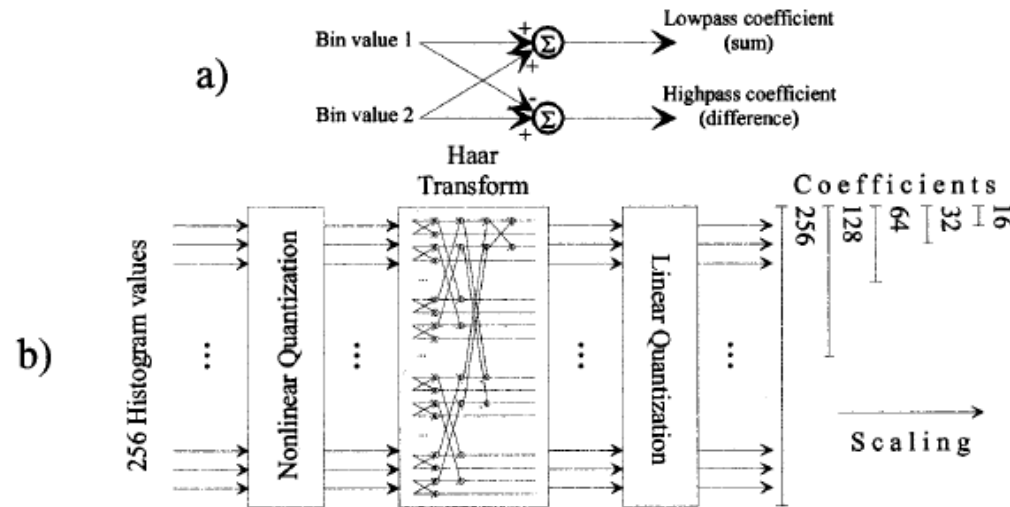 a)
Bin value 1
Bin value 2
+
+
-
+
Σ
Σ
Lowpass coefficient
(sum)
Highpass coefficient
(difference)
b)
256 Histogram values
...
Nonlinear Quantization
...
Haar
Transform
...
...
...
Linear Quantization
...
Coefficients
256
128
64
32
16
Scaling